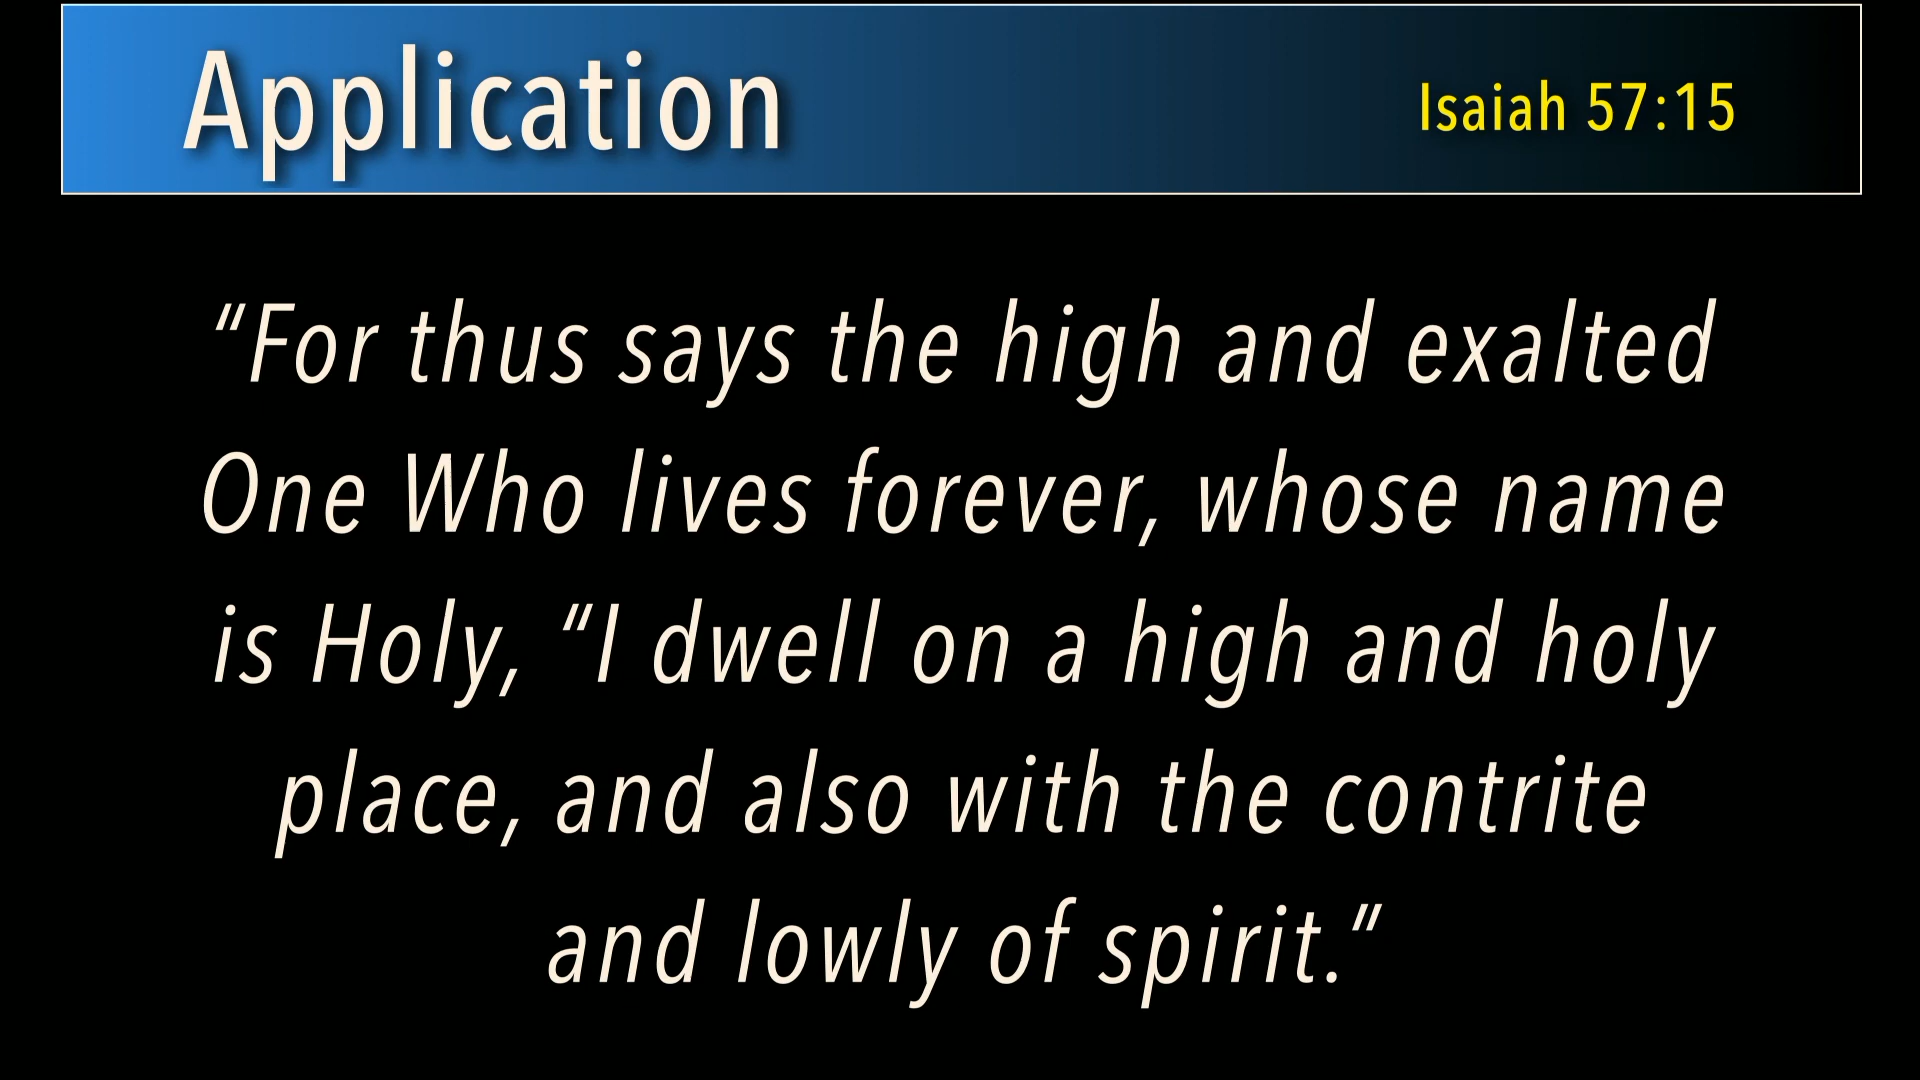 Application
Isaiah 57:15
“For thus says the high and exalted
One Who lives forever, whose name
is Holy, “I dwell on a high and holy
place, and also with the contrite
and lowly of spirit.”